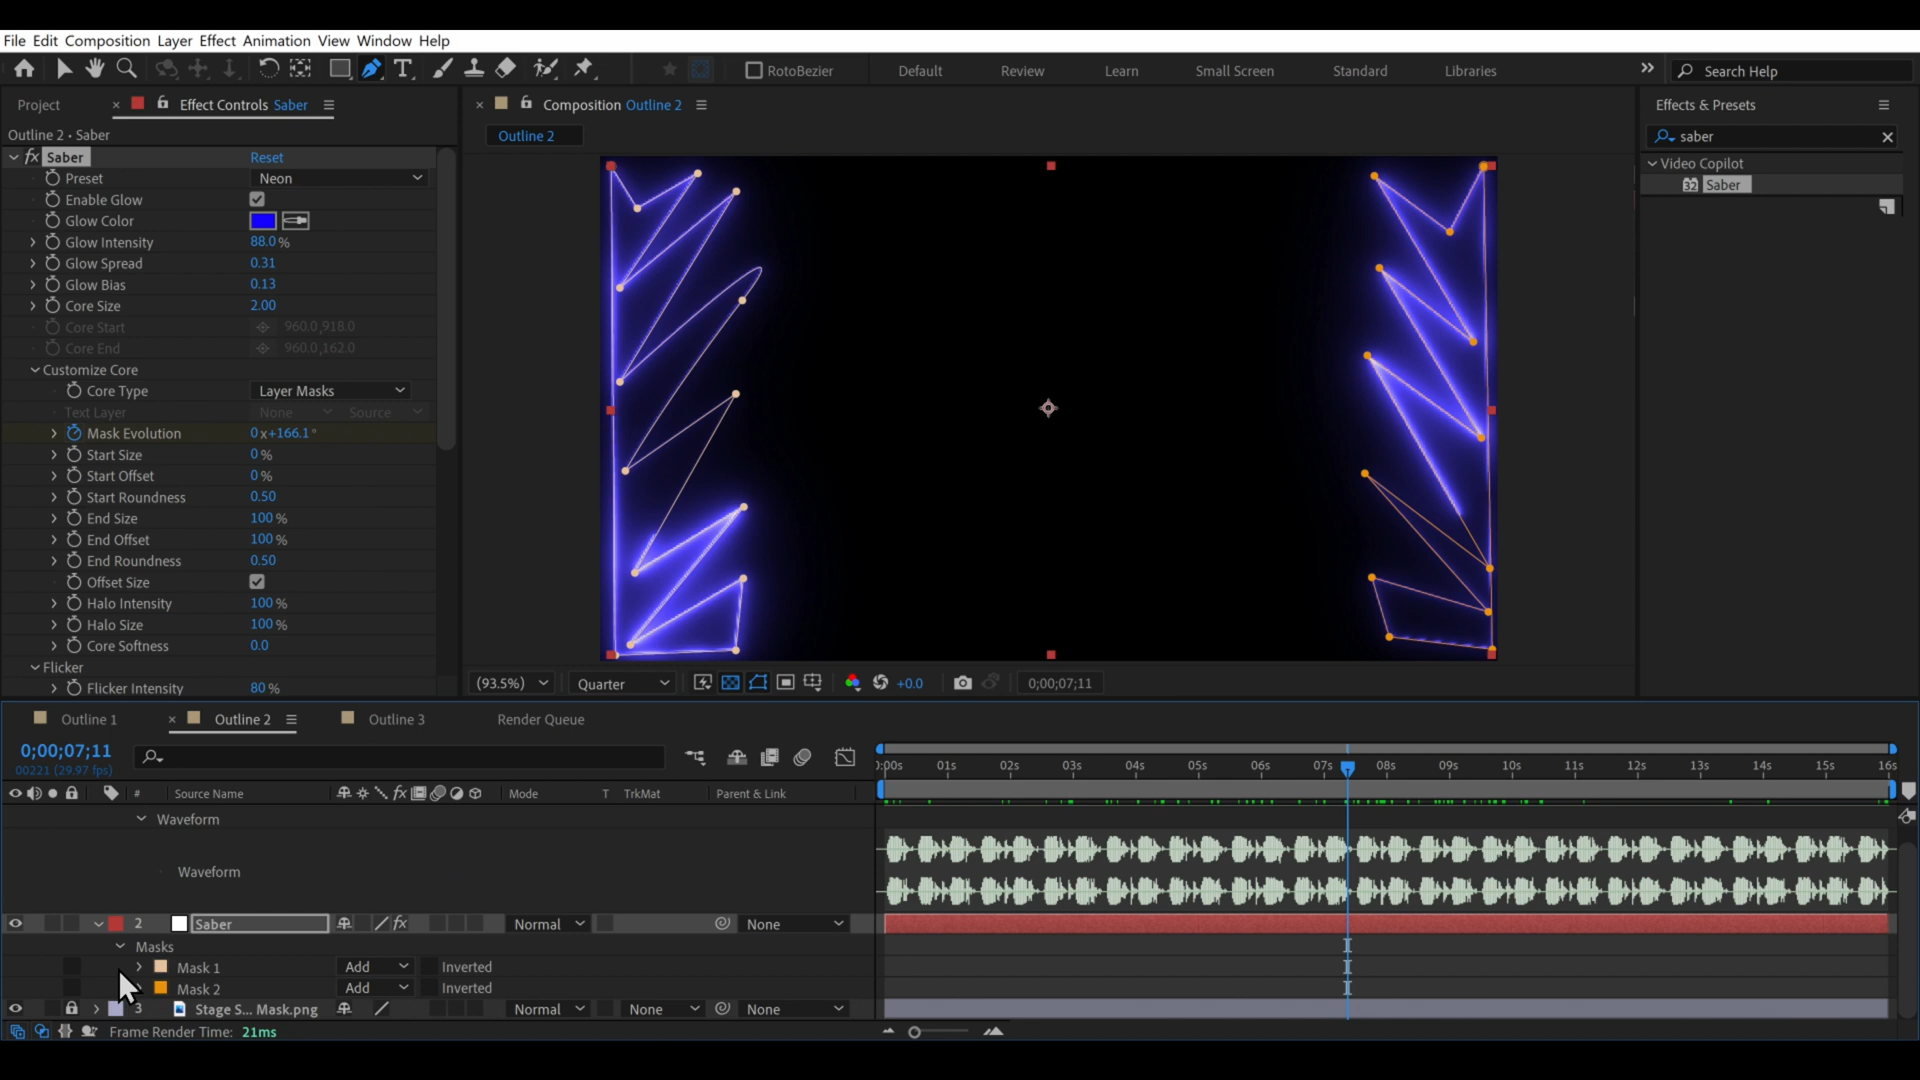 File Edit Composition Layer Effect Animation View Window Help
RotoBezier Default Review Learn Small Screen Standard Libraries Search Help
Project Effect Controls Saber Composition Outline 2 Effects & Presets
Outline 2 • Saber Outline 2 saber
fx Saber Reset Video Copilot
Preset Neon 32 Saber
Enable Glow
Glow Color
Glow Intensity 88.0 %
Glow Spread 0.31
Glow Bias 0.13
Core Size 2.00
Core Start 960.0,918.0
Core End 960.0,162.0
Customize Core
Core Type Layer Masks
Text Layer None Source
Mask Evolution 0 x+166.1 °
Start Size 0 %
Start Offset 0 %
Start Roundness 0.50
End Size 100 %
End Offset 100 %
End Roundness 0.50
Offset Size
Halo Intensity 100 %
Halo Size 100 %
Core Softness 0.0
Flicker
Flicker Intensity 80 %
(93.5%) Quarter +0.0 0;00;07;11
Outline 1 Outline 2 Outline 3 Render Queue
0;00;07;11
00221 (29.97 fps)
0:00s 01s 02s 03s 04s 05s 06s 07s 08s 09s 10s 11s 12s 13s 14s 15s 16s
# Source Name fx Mode T TrkMat Parent & Link
Waveform
Waveform
2 Saber fx Normal None
Masks
Mask 1 Add Inverted
Mask 2 Add Inverted
3 Stage S... Mask.png Normal None None
Frame Render Time: 21ms